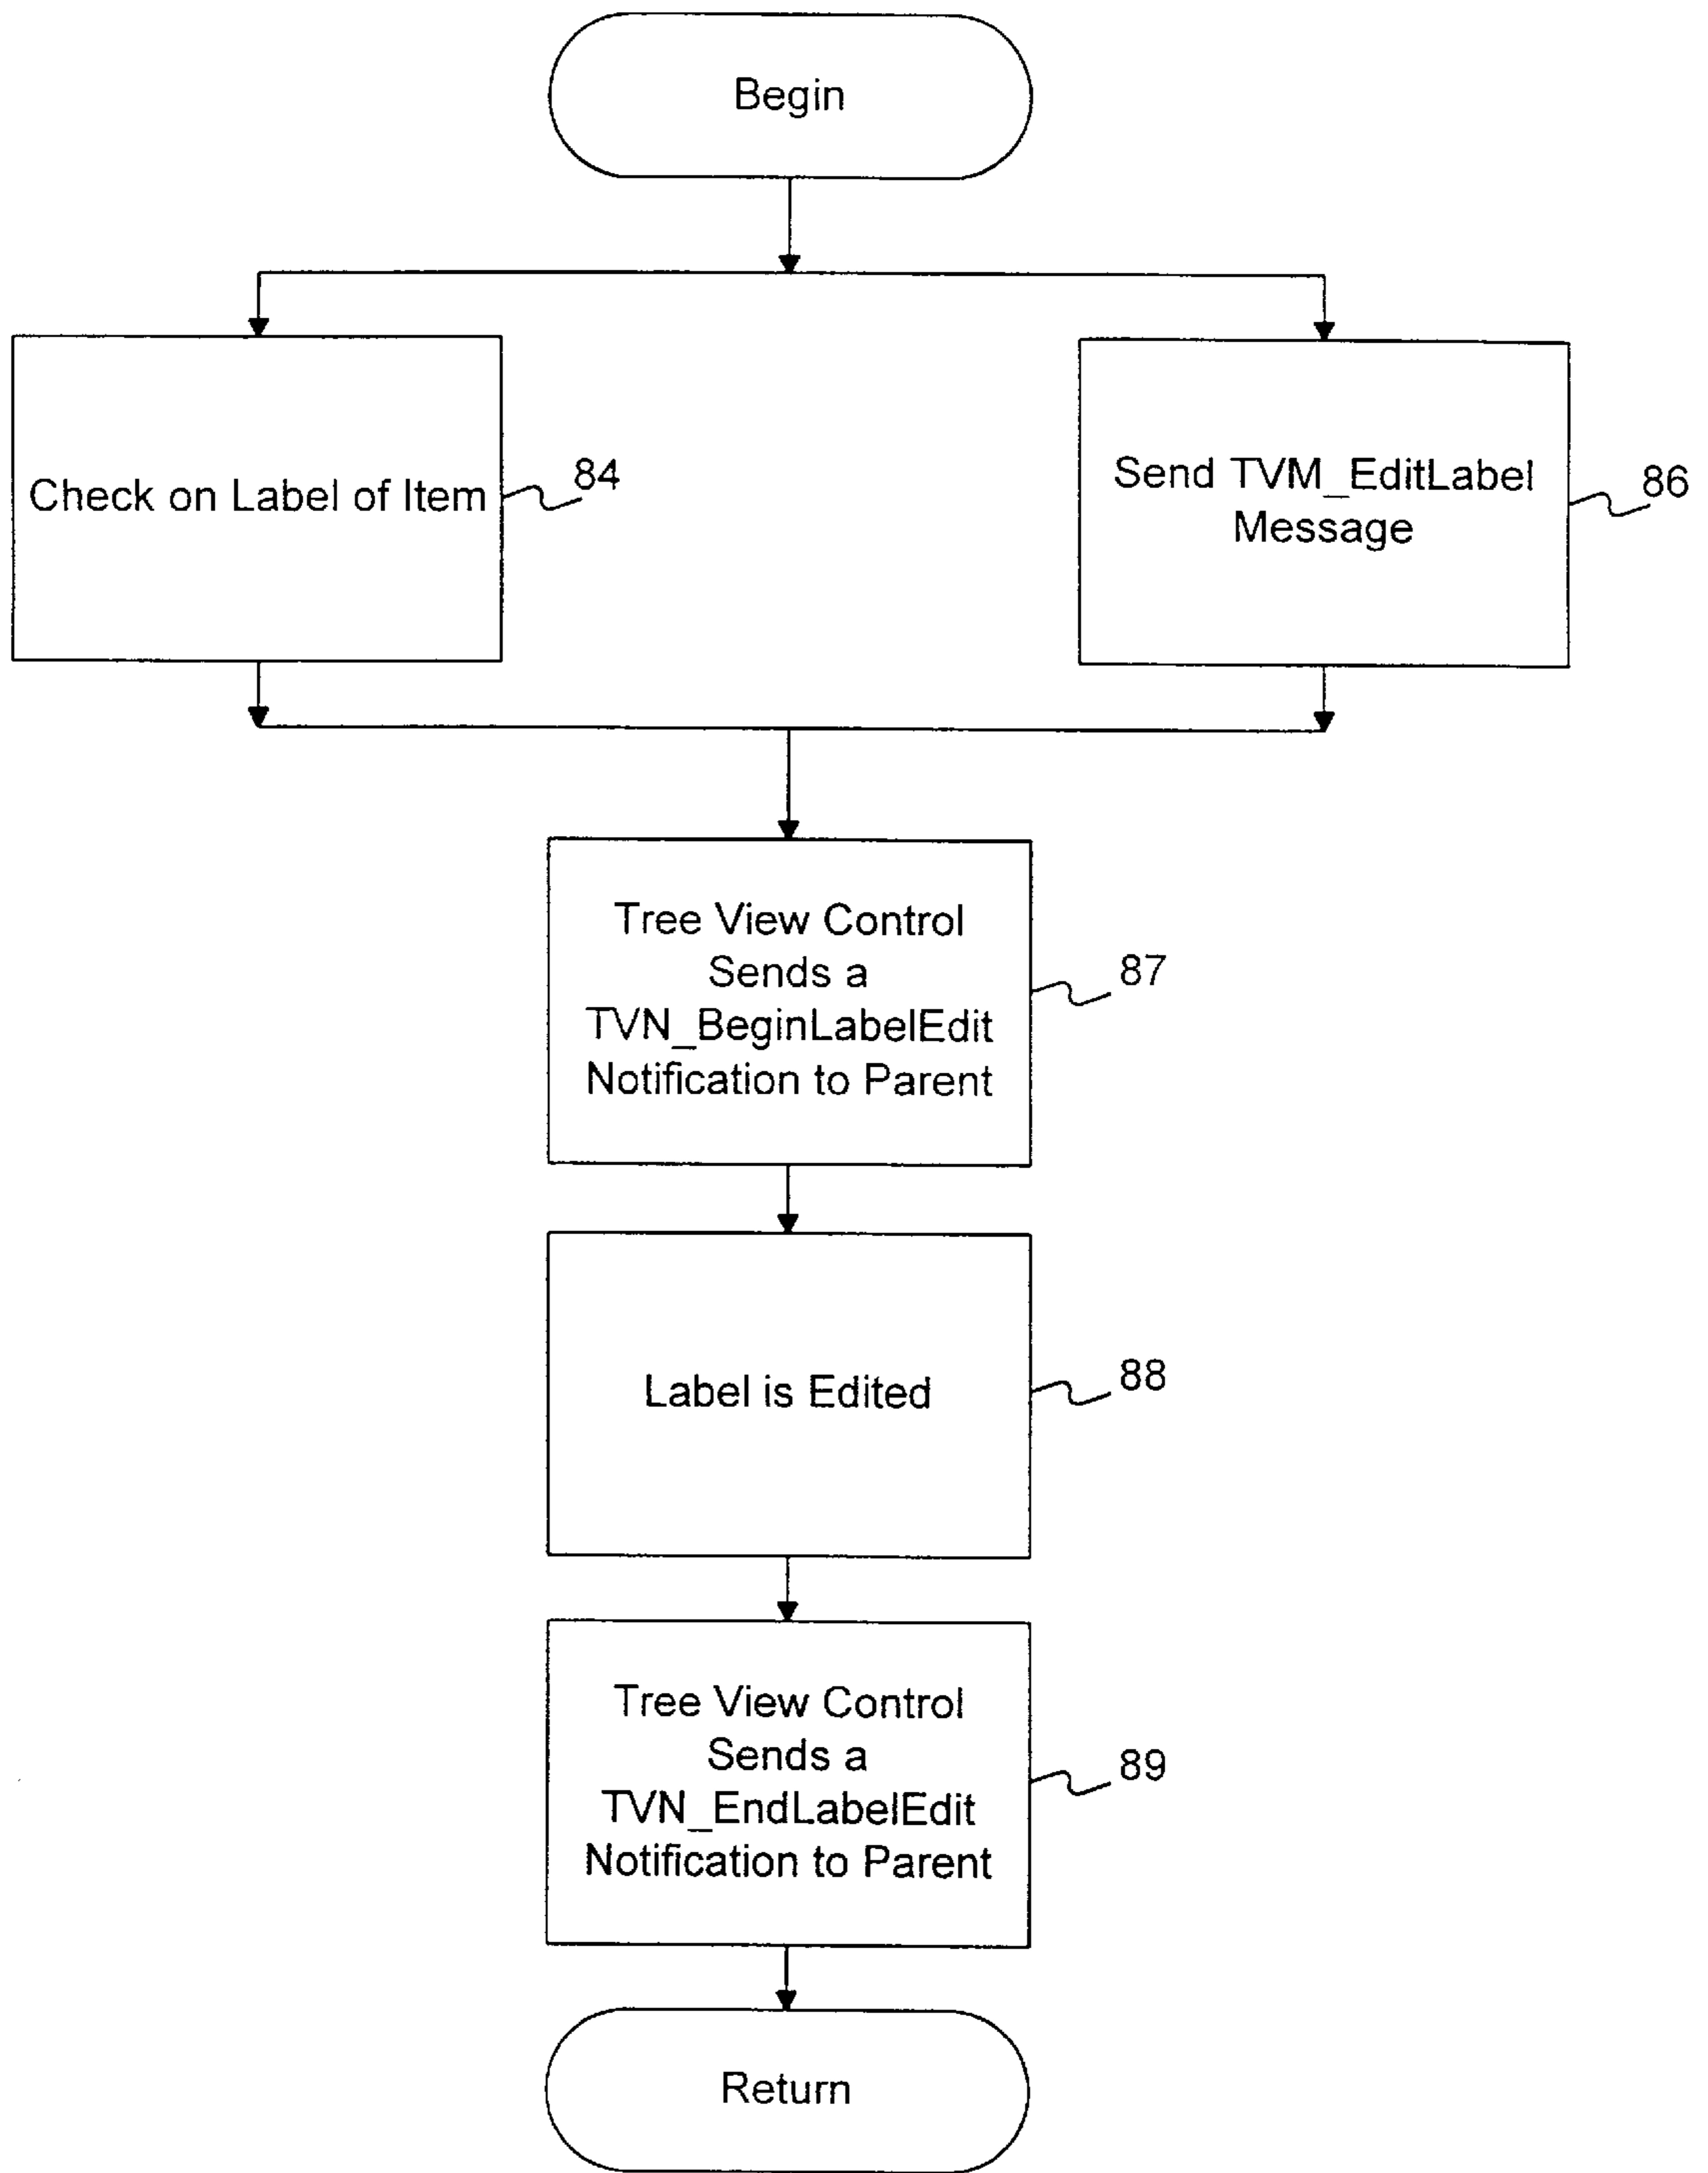 Begin
Check on Label of Item
84
Send TVM_EditLabel
Message
86
Tree View Control
Sends a
TVN_BeginLabelEdit
Notification to Parent
87
Label is Edited
88
Tree View Control
Sends a
TVN_EndLabelEdit
Notification to Parent
89
Return